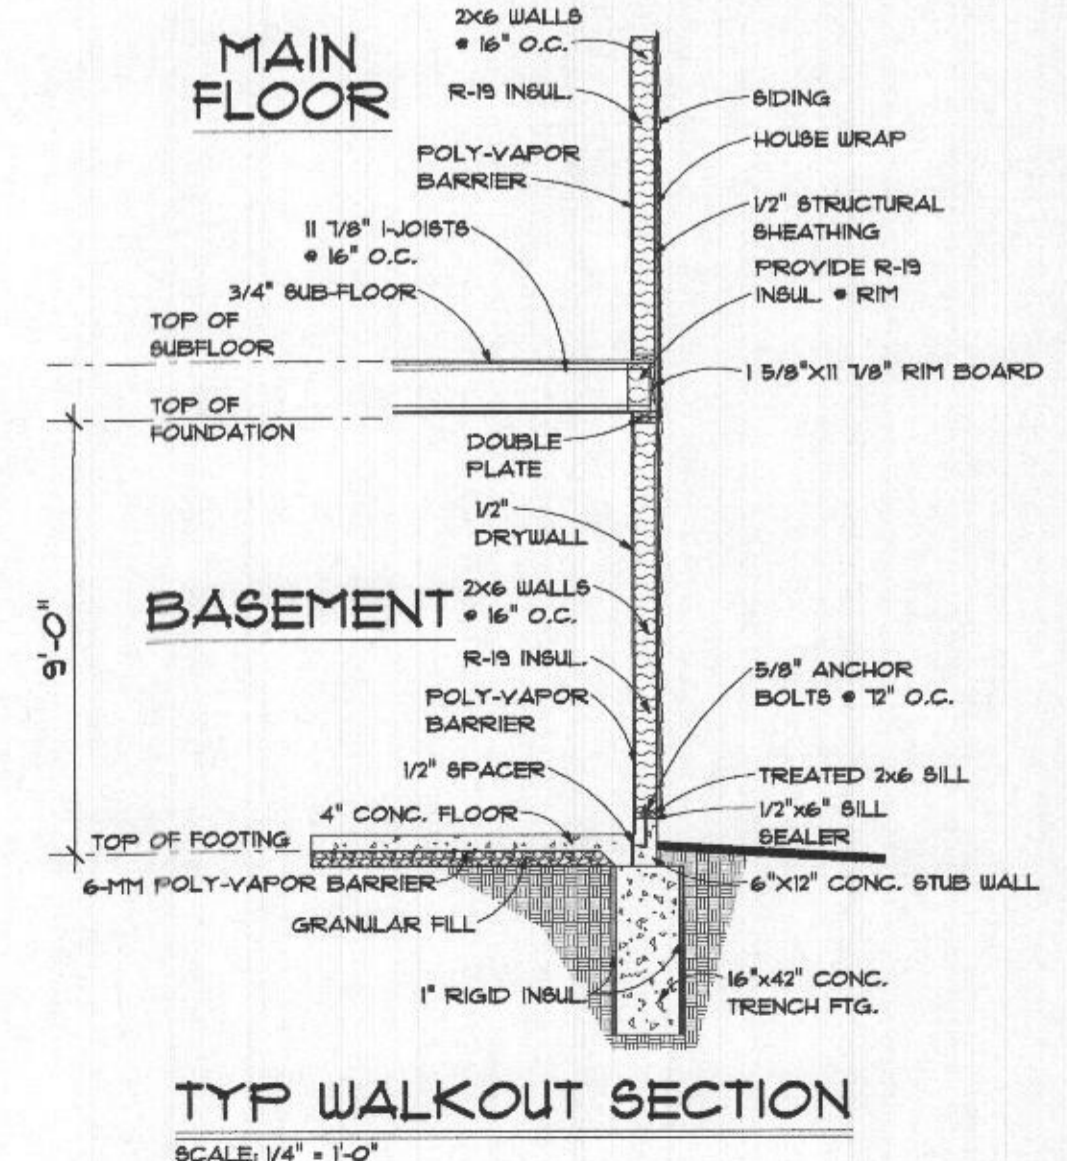 MAIN
FLOOR
2X6 WALLS
@ 16" O.C.
R-19 INSUL.
POLY-VAPOR
BARRIER
11 7/8" I-JOISTS
@ 16" O.C.
3/4" SUB-FLOOR
SIDING
HOUSE WRAP
1/2" STRUCTURAL
SHEATHING
PROVIDE R-19
INSUL. @ RIM
TOP OF
SUBFLOOR
1 5/8"X11 7/8" RIM BOARD
TOP OF
FOUNDATION
DOUBLE
PLATE
1/2"
DRYWALL
9'-0"
BASEMENT
2X6 WALLS
@ 16" O.C.
R-19 INSUL.
POLY-VAPOR
BARRIER
5/8" ANCHOR
BOLTS @ 72" O.C.
1/2" SPACER
4" CONC. FLOOR
TREATED 2x6 SILL
1/2"x6" SILL
SEALER
TOP OF FOOTING
6-MM POLY-VAPOR BARRIER
GRANULAR FILL
6"X12" CONC. STUB WALL
1" RIGID INSUL.
16"x42" CONC.
TRENCH FTG.
TYP WALKOUT SECTION
SCALE: 1/4" = 1'-0"